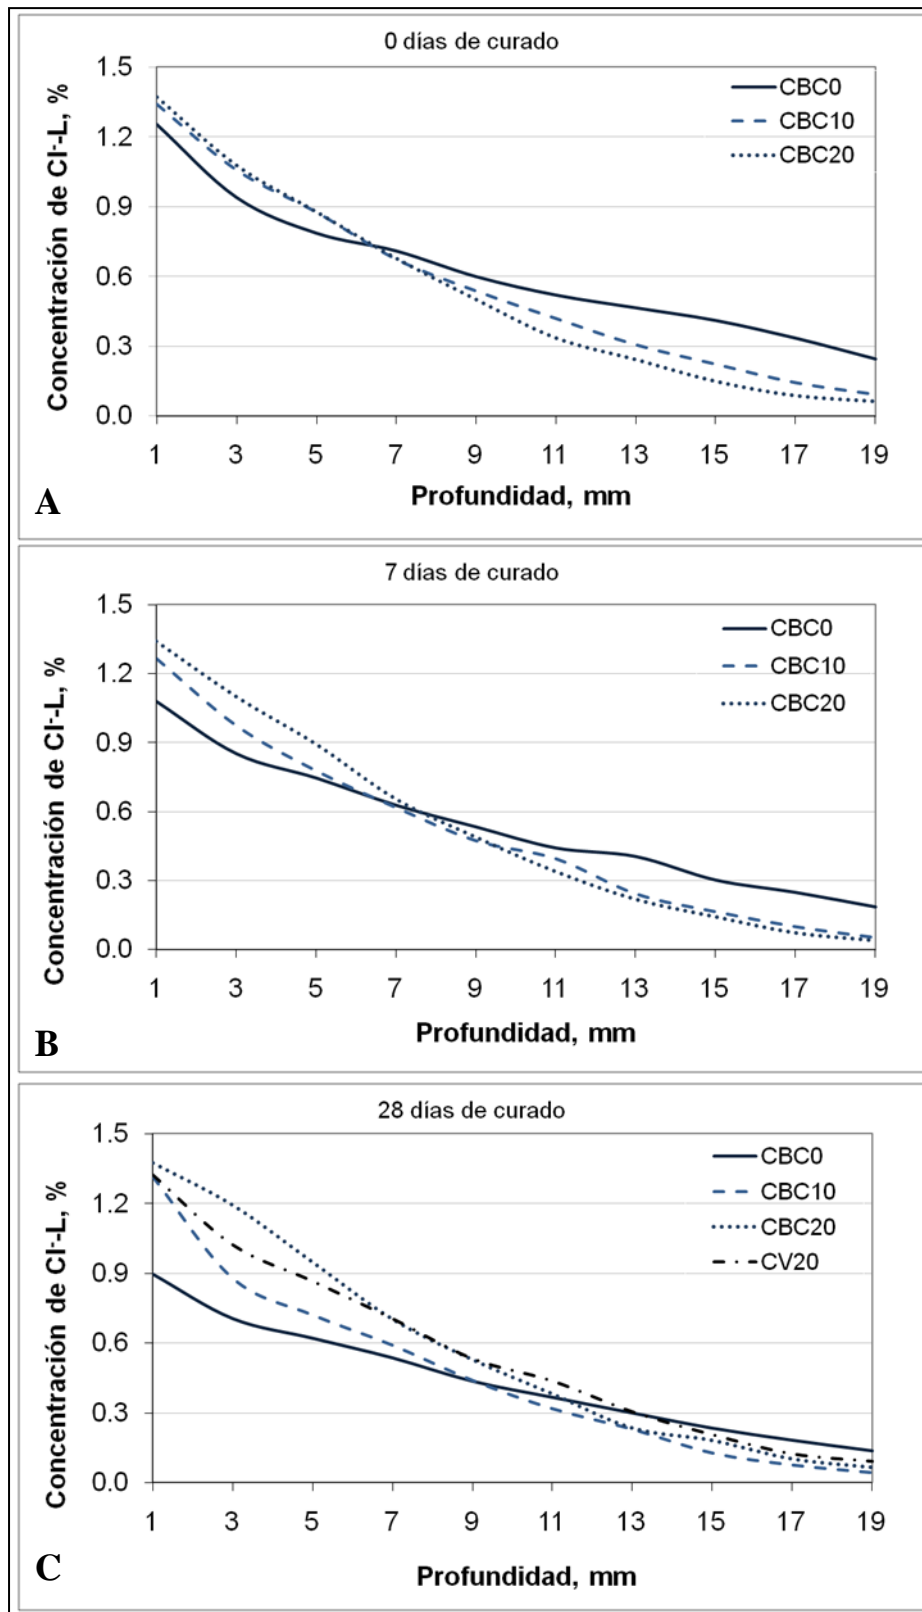 0 días de curado
Concentración de Cl⁻-L, %
1.5
1.2
0.9
0.6
0.3
0.0
CBC0
CBC10
CBC20
1 3 5 7 9 11 13 15 17 19
Profundidad, mm
A
7 días de curado
Concentración de Cl⁻-L, %
1.5
1.2
0.9
0.6
0.3
0.0
CBC0
CBC10
CBC20
1 3 5 7 9 11 13 15 17 19
Profundidad, mm
B
28 días de curado
Concentración de Cl⁻-L, %
1.5
1.2
0.9
0.6
0.3
0.0
CBC0
CBC10
CBC20
CV20
1 3 5 7 9 11 13 15 17 19
Profundidad, mm
C